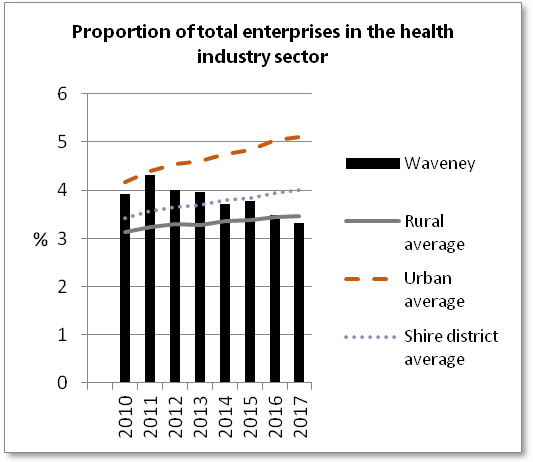 Proportion of total enterprises in the health
industry sector
6
5
4
3
2
1
0
%
2010
2011
2012
2013
2014
2015
2016
2017
Waveney
Rural
average
Urban
average
Shire district
average